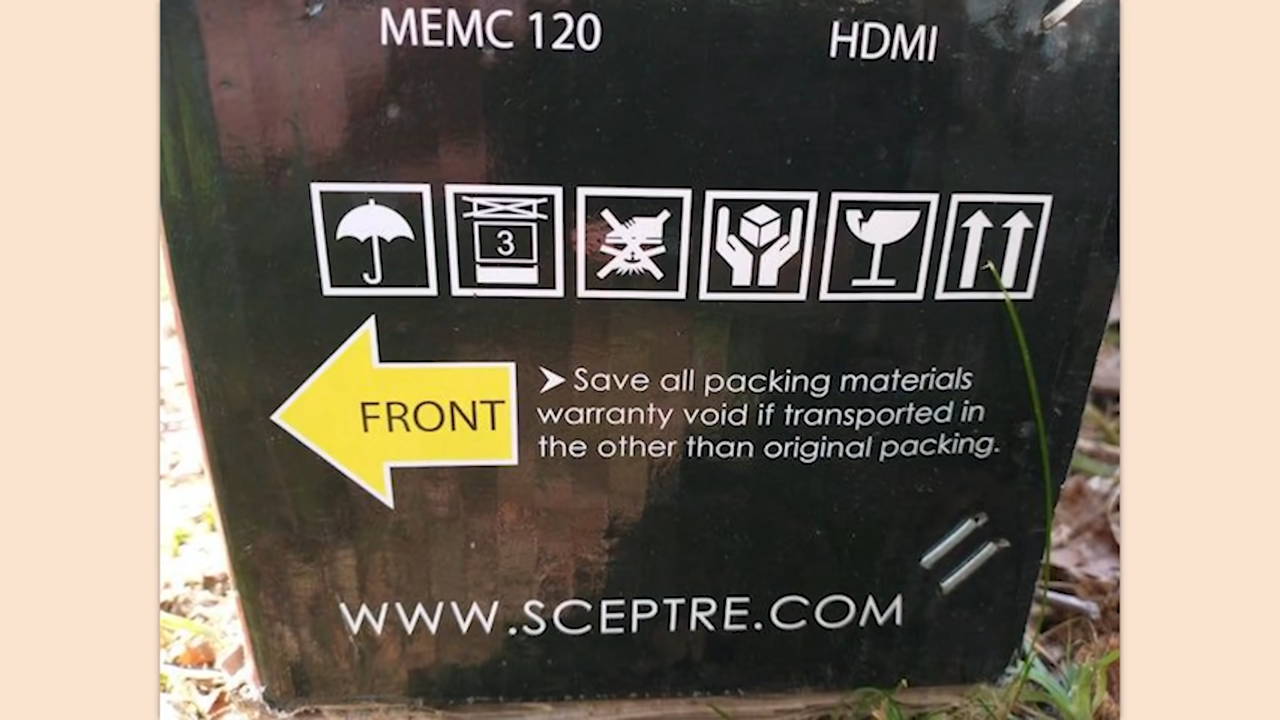 MEMC 120 HDMI
3
FRONT
➤ Save all packing materials
warranty void if transported in
the other than original packing.
WWW.SCEPTRE.COM